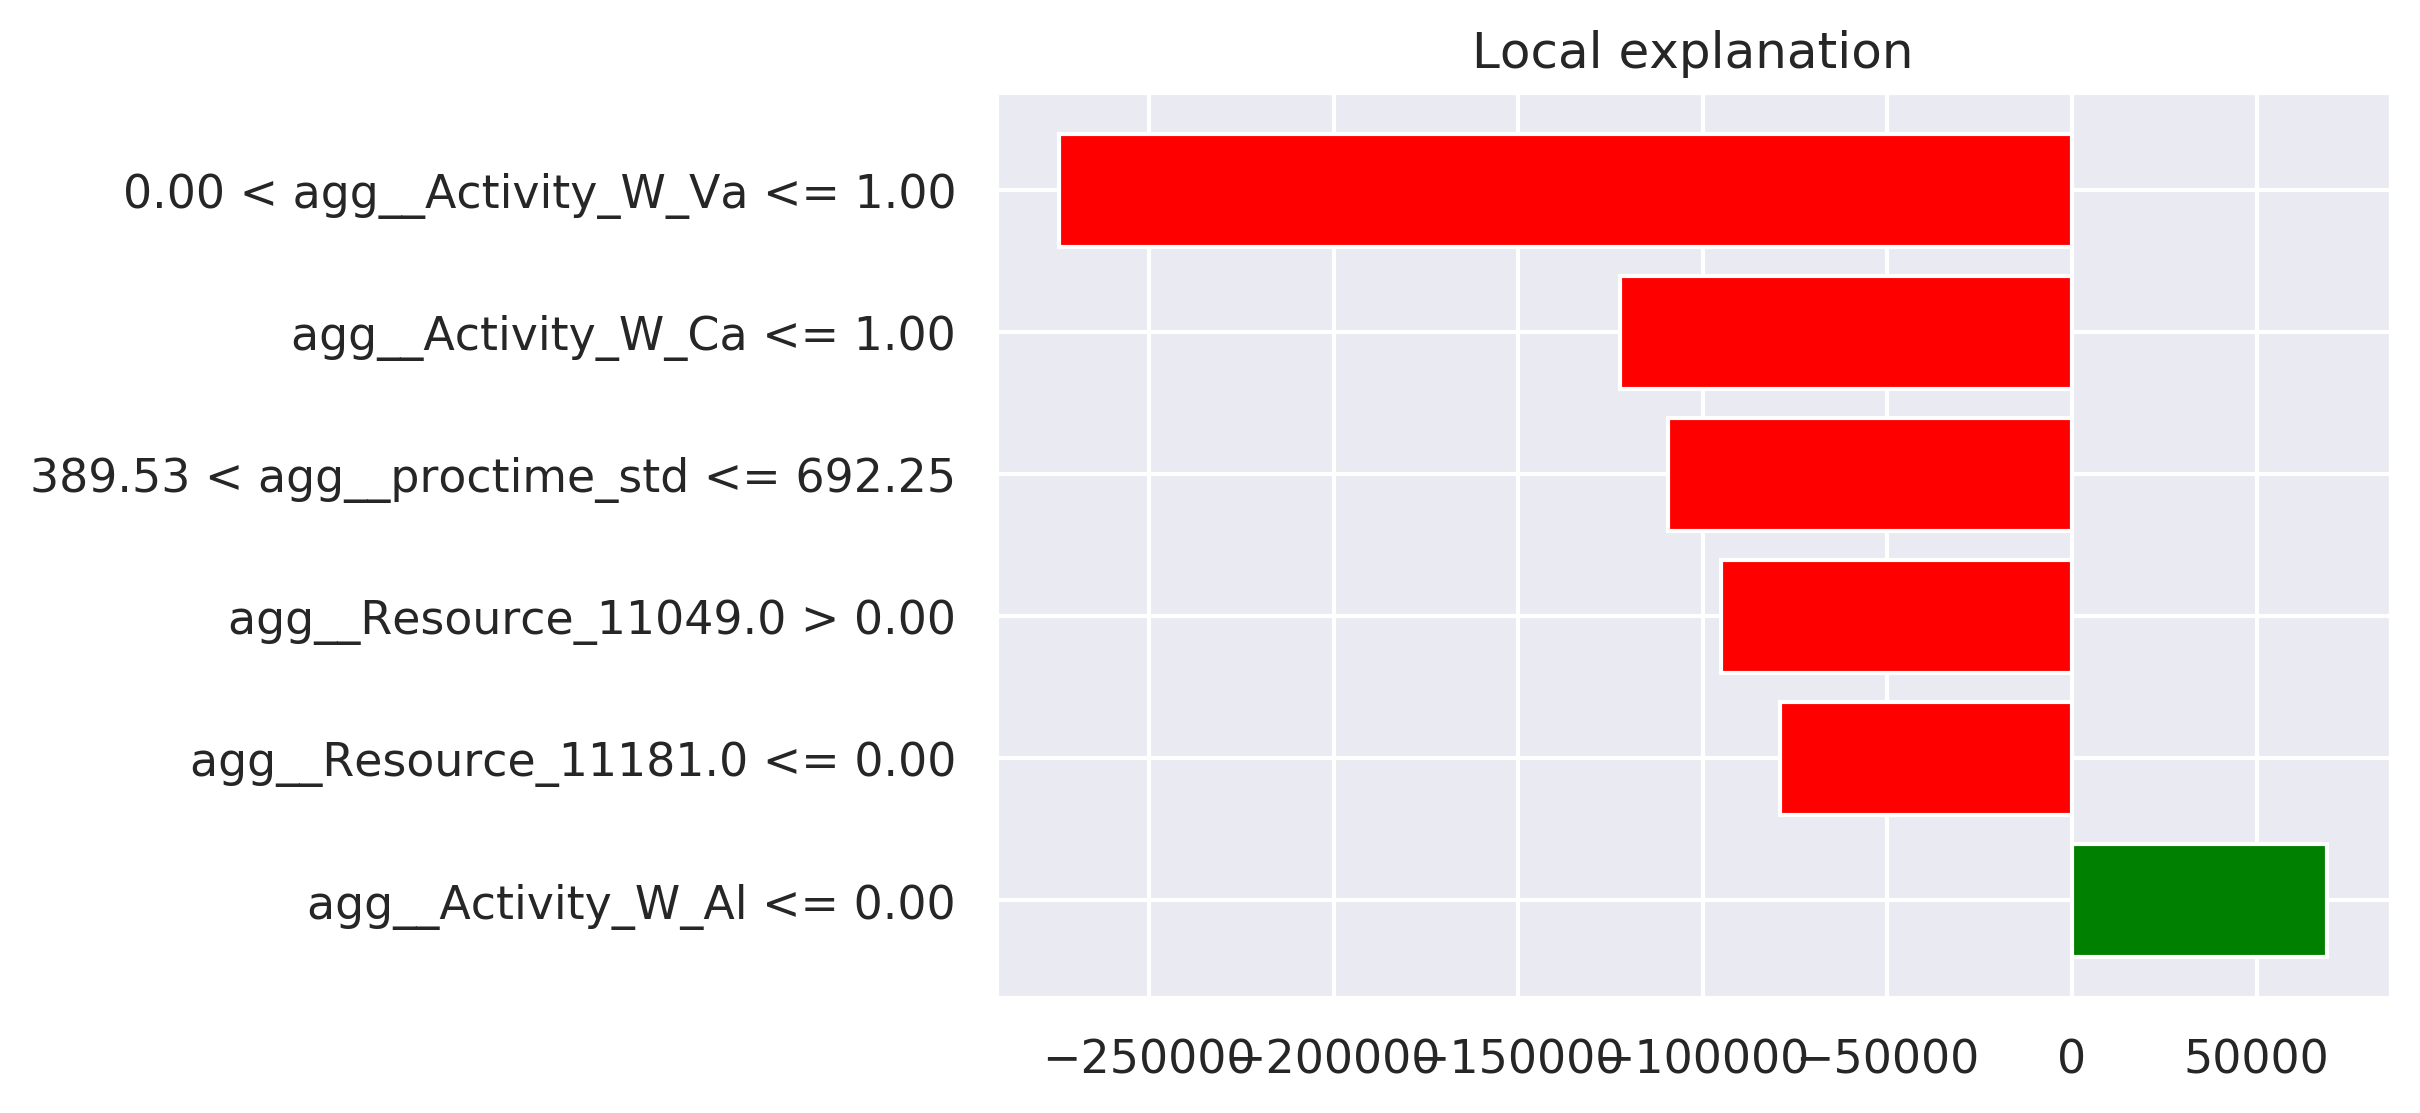 Local explanation
0.00 < agg__Activity_W_Va <= 1.00
agg__Activity_W_Ca <= 1.00
389.53 < agg__proctime_std <= 692.25
agg__Resource_11049.0 > 0.00
agg__Resource_11181.0 <= 0.00
agg__Activity_W_Al <= 0.00
−250000 −200000 −150000 −100000 −50000 0 50000